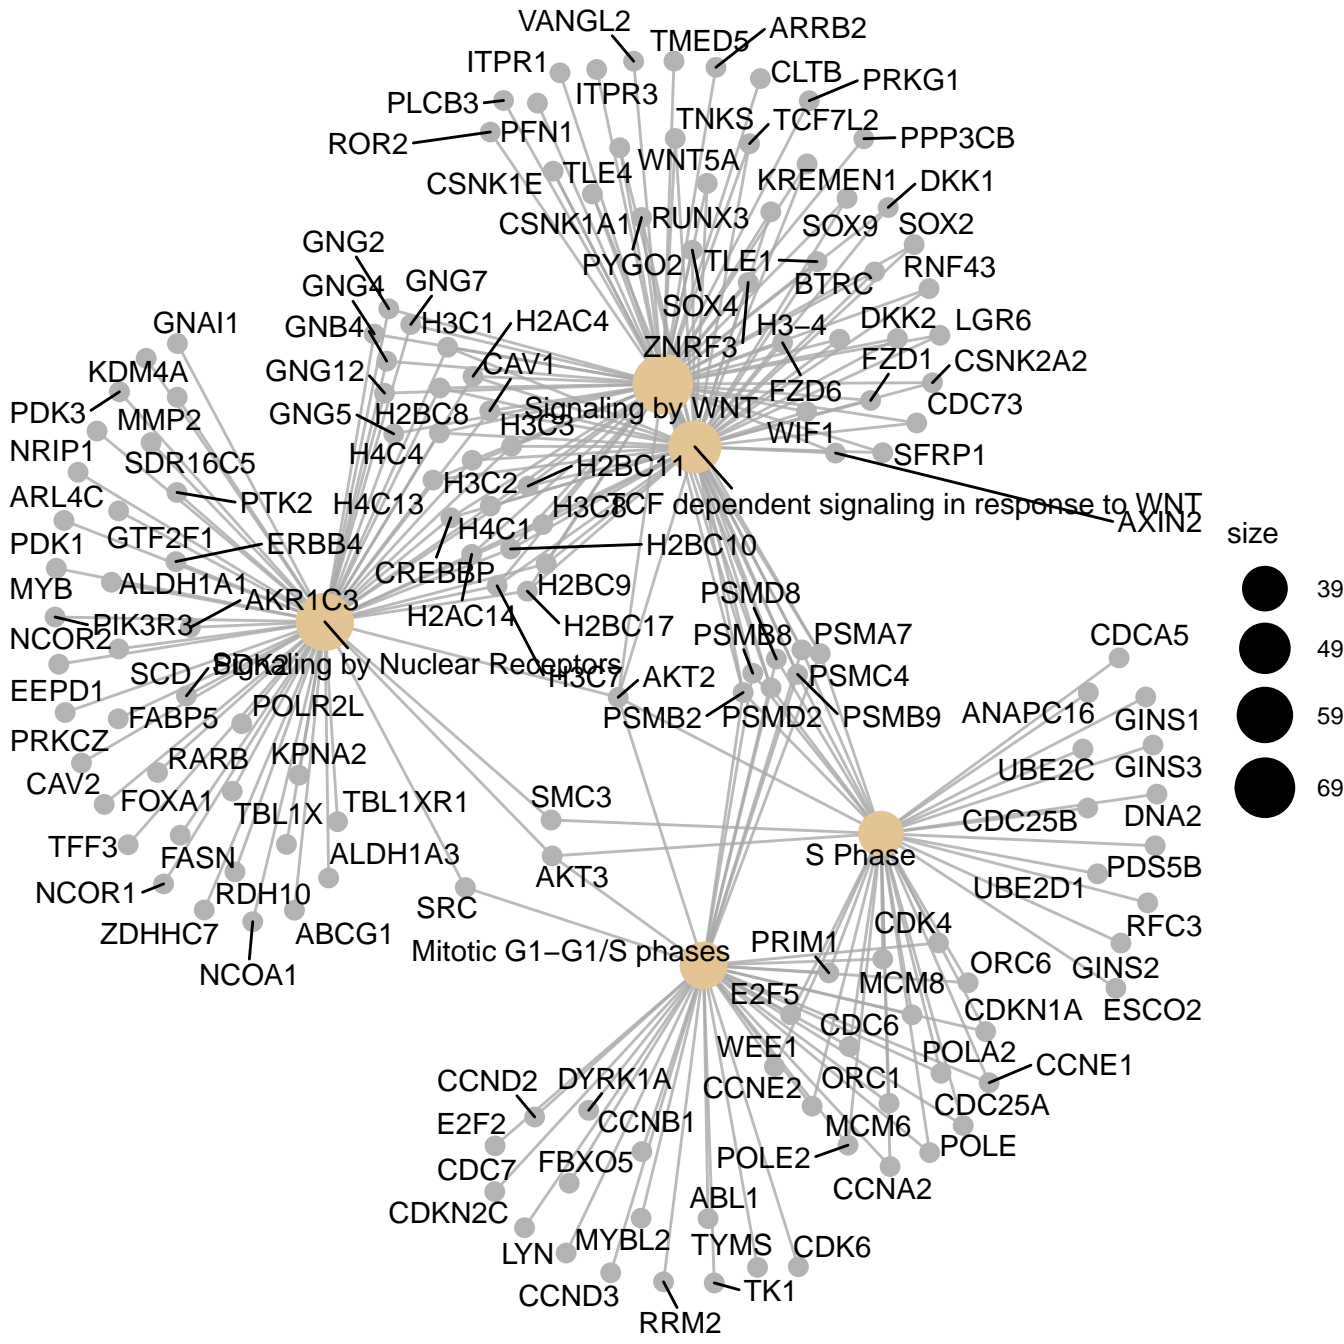 VANGL2
TMED5
ARRB2
ITPR1
ITPR3
CLTB
PRKG1
PLCB3
PFN1
TNKS
TCF7L2
ROR2
WNT5A
PPP3CB
CSNK1E
TLE4
KREMEN1
DKK1
CSNK1A1
RUNX3
SOX9
SOX2
GNG2
PYGO2
TLE1
BTRC
RNF43
GNG4
GNG7
SOX4
GNAI1
GNB4
H3C1
H2AC4
ZNRF3
H3−4
DKK2
LGR6
KDM4A
GNG12
CAV1
FZD6
FZD1
CSNK2A2
PDK3
MMP2
GNG5
H2BC8
Signaling by WNT
CDC73
NRIP1
SDR16C5
H4C4
H3C3
WIF1
SFRP1
ARL4C
PTK2
H4C13
H3C2
H2BC11
H3C8
TCF dependent signaling in response to WNT
AXIN2
PDK1
GTF2F1
ERBB4
H4C1
H2BC10
size
MYB
ALDH1A1
AKR1C3
CREBBP
H2BC9
PSMD8
39
NCOR2
PIK3R3
H2AC14
H2BC17
PSMB8
PSMA7
CDCA5
49
EEPD1
SCD
PDK2
Signaling by Nuclear Receptors
H3C7
AKT2
PSMC4
PRKCZ
FABP5
POLR2L
PSMB2
PSMD2
PSMB9
ANAPC16
GINS1
59
CAV2
RARB
KPNA2
UBE2C
GINS3
FOXA1
TBL1X
TBL1XR1
SMC3
CDC25B
DNA2
69
TFF3
FASN
ALDH1A3
S Phase
PDS5B
NCOR1
RDH10
AKT3
UBE2D1
ZDHHC7
ABCG1
SRC
CDK4
RFC3
NCOA1
Mitotic G1−G1/S phases
PRIM1
MCM8
ORC6
GINS2
E2F5
CDC6
CDKN1A
ESCO2
WEE1
POLA2
CCNE1
CCND2
DYRK1A
CCNE2
ORC1
CDC25A
E2F2
CCNB1
MCM6
POLE
CDC7
FBXO5
POLE2
CCNA2
CDKN2C
ABL1
LYN
MYBL2
TYMS
CDK6
CCND3
TK1
RRM2